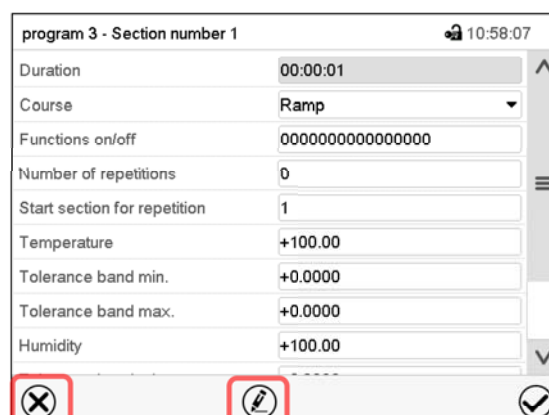 program 3 - Section number 1 10:58:07
Duration 00:00:01
Course Ramp
Functions on/off 0000000000000000
Number of repetitions 0
Start section for repetition 1
Temperature +100.00
Tolerance band min. +0.0000
Tolerance band max. +0.0000
Humidity +100.00